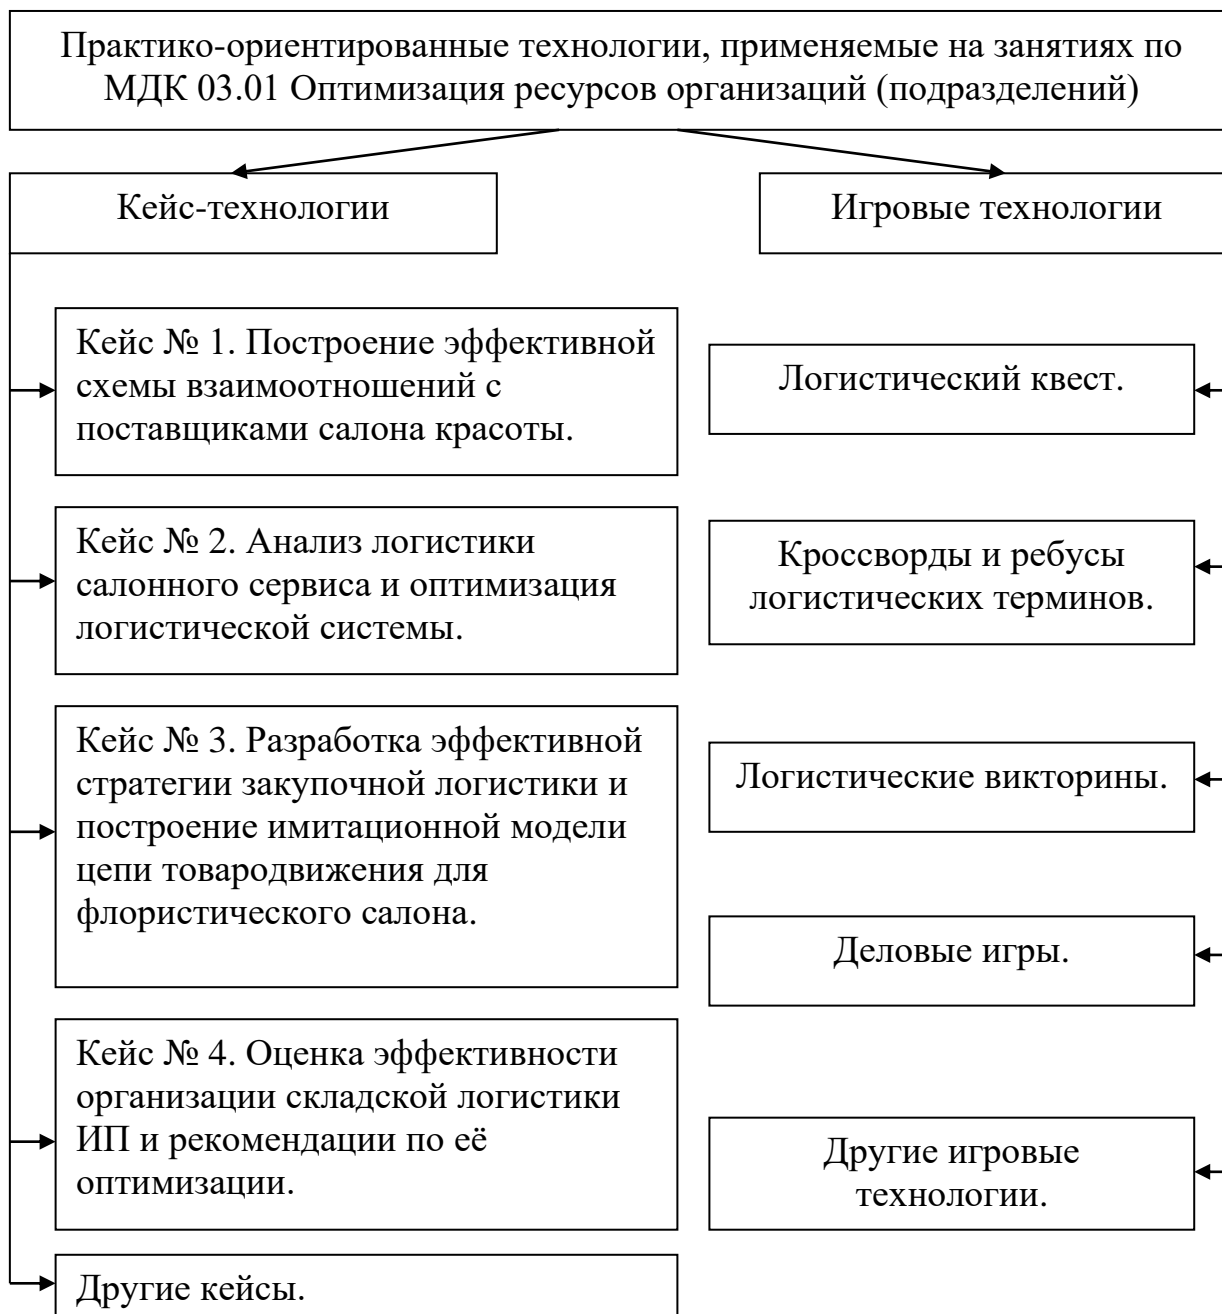 Практико-ориентированные технологии, применяемые на занятиях по
МДК 03.01 Оптимизация ресурсов организаций (подразделений)
Кейс-технологии
Игровые технологии
Кейс № 1. Построение эффективной
схемы взаимоотношений с
поставщиками салона красоты.
Кейс № 2. Анализ логистики
салонного сервиса и оптимизация
логистической системы.
Кейс № 3. Разработка эффективной
стратегии закупочной логистики и
построение имитационной модели
цепи товародвижения для
флористического салона.
Кейс № 4. Оценка эффективности
организации складской логистики
ИП и рекомендации по её
оптимизации.
Другие кейсы.
Логистический квест.
Кроссворды и ребусы
логистических терминов.
Логистические викторины.
Деловые игры.
Другие игровые
технологии.